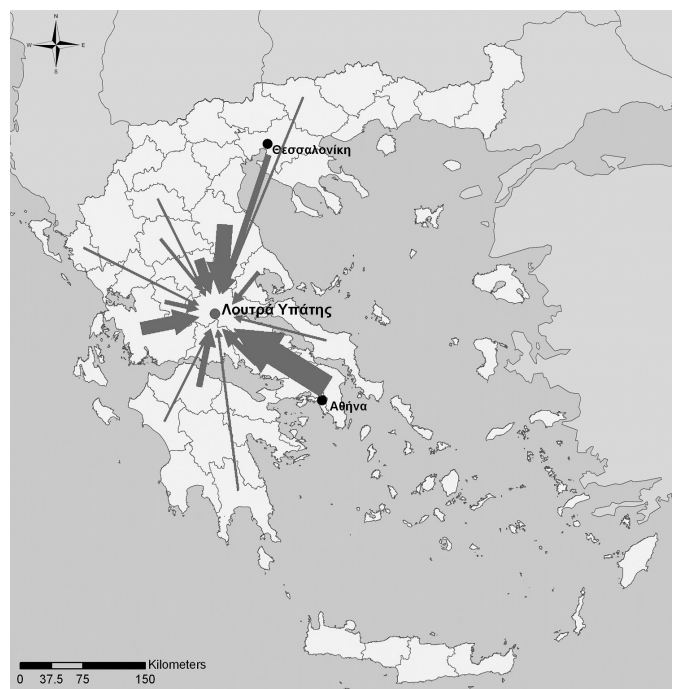 N
W E
S
Θεσσαλονίκη
Λουτρά Υπάτης
Αθήνα
Kilometers
0 37.5 75 150